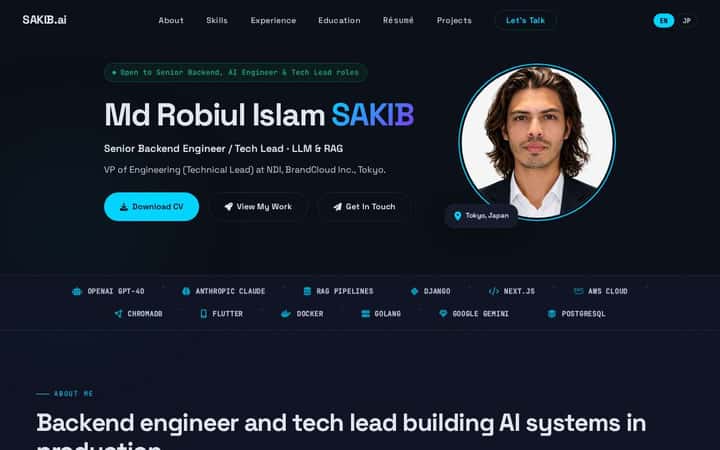 SAKIB.ai
About Skills Experience Education Résumé Projects Let's Talk
EN JP
Open to Senior Backend, AI Engineer & Tech Lead roles
Md Robiul Islam SAKIB
Senior Backend Engineer / Tech Lead · LLM & RAG
VP of Engineering (Technical Lead) at NDI, BrandCloud Inc., Tokyo.
Download CV View My Work Get In Touch
Tokyo, Japan
OPENAI GPT-4O ANTHROPIC CLAUDE RAG PIPELINES DJANGO NEXT.JS AWS CLOUD
CHROMADB FLUTTER DOCKER GOLANG GOOGLE GEMINI POSTGRESQL
ABOUT ME
Backend engineer and tech lead building AI systems in
production